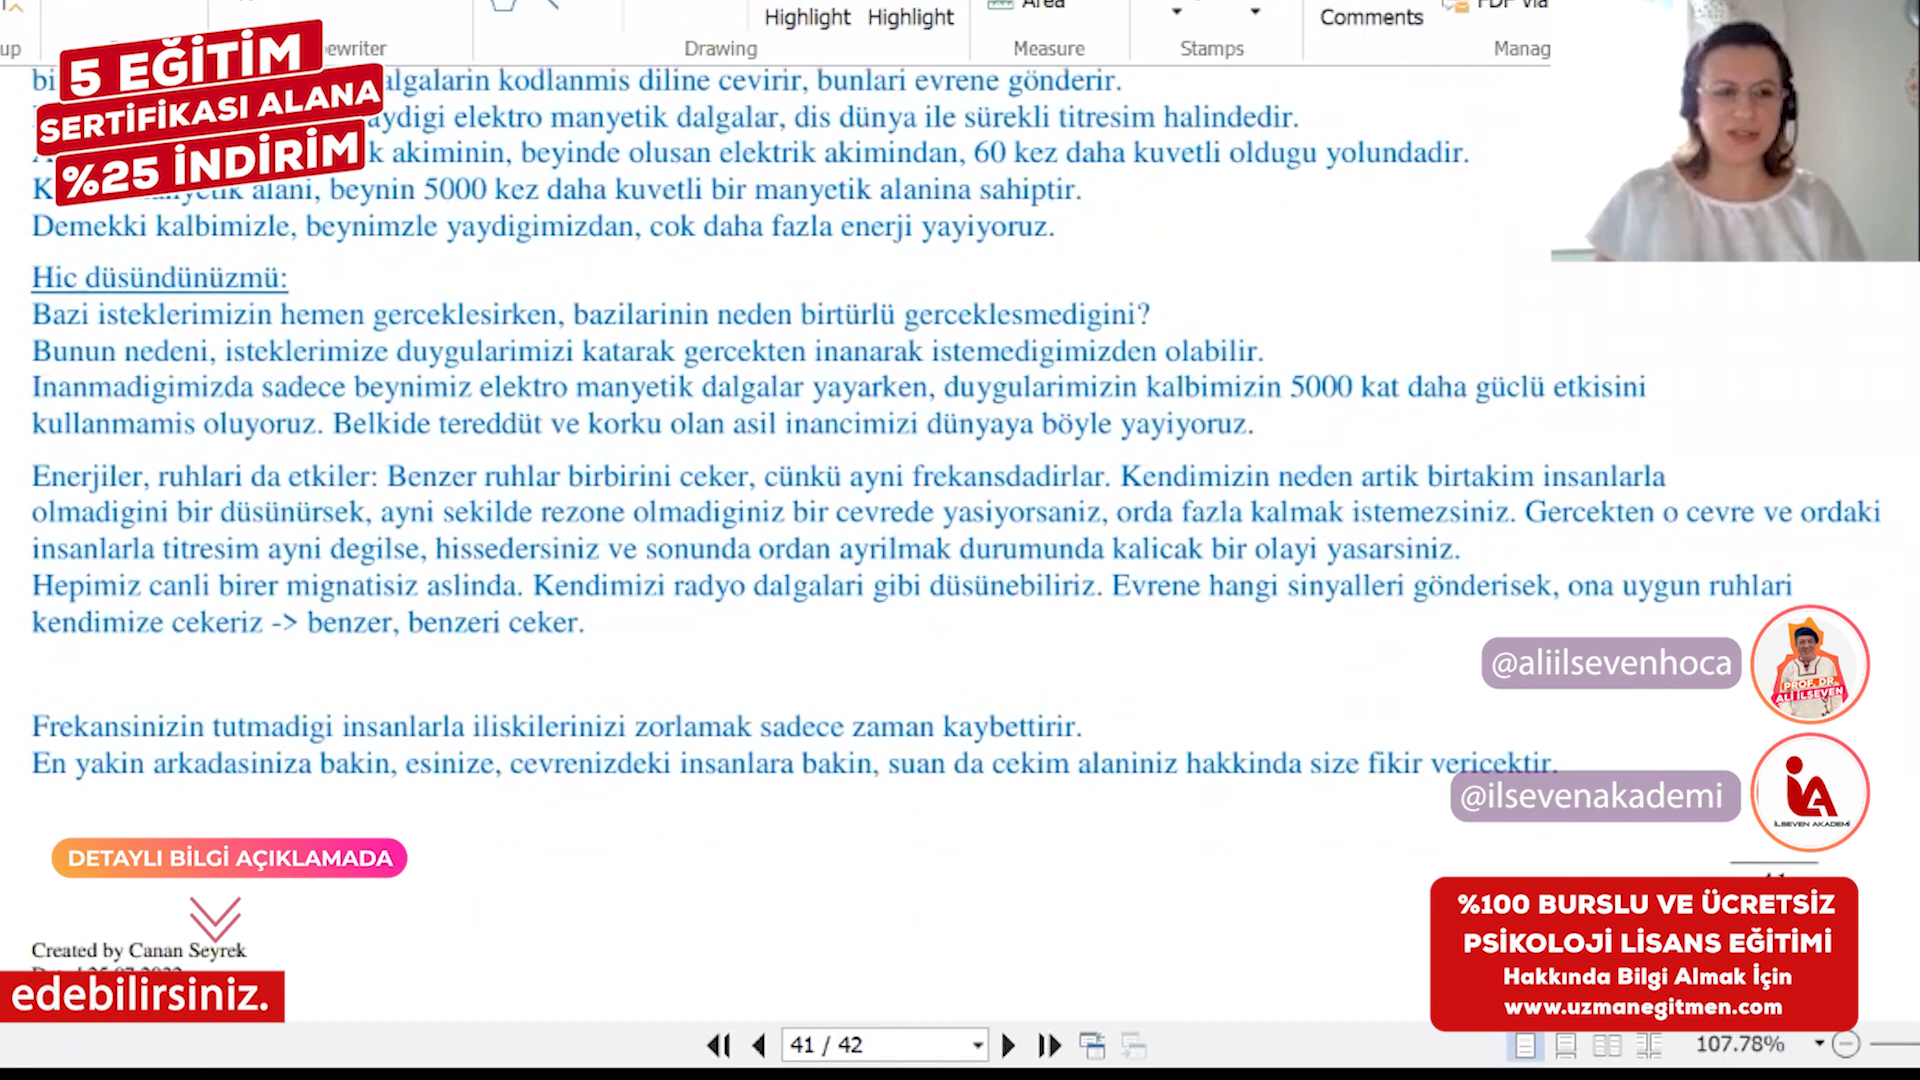 up
ewriter
Highlight
Highlight
Drawing
Area
Measure
Stamps
Comments
PDF via
Manag
5 EĞİTİM
SERTİFİKASI ALANA
%25 İNDİRİM
bi
algalarin kodlanmis diline cevirir, bunlari evrene gönderir.
aydigi elektro manyetik dalgalar, dis dünya ile sürekli titresim halindedir.
k akiminin, beyinde olusan elektrik akimindan, 60 kez daha kuvetli oldugu yolundadir.
K alani, beynin 5000 kez daha kuvetli bir manyetik alanina sahiptir.
Demekki kalbimizle, beynimzle yaydigimizdan, cok daha fazla enerji yayiyoruz.
Hic düsündünüzmü:
Bazi isteklerimizin hemen gerceklesirken, bazilarinin neden birtürlü gerceklesmedigini?
Bunun nedeni, isteklerimize duygularimizi katarak gercekten inanarak istemedigimizden olabilir.
Inanmadigimizda sadece beynimiz elektro manyetik dalgalar yayarken, duygularimizin kalbimizin 5000 kat daha güclü etkisini
kullanmamis oluyoruz. Belkide tereddüt ve korku olan asil inancimizi dünyaya böyle yayiyoruz.
Enerjiler, ruhlari da etkiler: Benzer ruhlar birbirini ceker, cünkü ayni frekansdadirlar. Kendimizin neden artik birtakim insanlarla
olmadigini bir düsünürsek, ayni sekilde rezone olmadiginiz bir cevrede yasiyorsaniz, orda fazla kalmak istemezsiniz. Gercekten o cevre ve ordaki
insanlarla titresim ayni degilse, hissedersiniz ve sonunda ordan ayrilmak durumunda kalicak bir olayi yasarsiniz.
Hepimiz canli birer mignatisiz aslinda. Kendimizi radyo dalgalari gibi düsünebiliriz. Evrene hangi sinyalleri gönderisek, ona uygun ruhlari
kendimize cekeriz -> benzer, benzeri ceker.
@aliilsevenhoca
PROF. DR.
ALİ İLSEVEN
Frekansinizin tutmadigi insanlarla iliskilerinizi zorlamak sadece zaman kaybettirir.
En yakin arkadasiniza bakin, esinize, cevrenizdeki insanlara bakin, suan da cekim alaniniz hakkinda size fikir vericektir.
@ilsevenakademi
İLSEVEN AKADEMİ
DETAYLI BİLGİ AÇIKLAMADA
%100 BURSLU VE ÜCRETSİZ
PSİKOLOJİ LİSANS EĞİTİMİ
Hakkında Bilgi Almak İçin
www.uzmanegitmen.com
Created by Canan Seyrek
edebilirsiniz.
41 / 42
107.78%